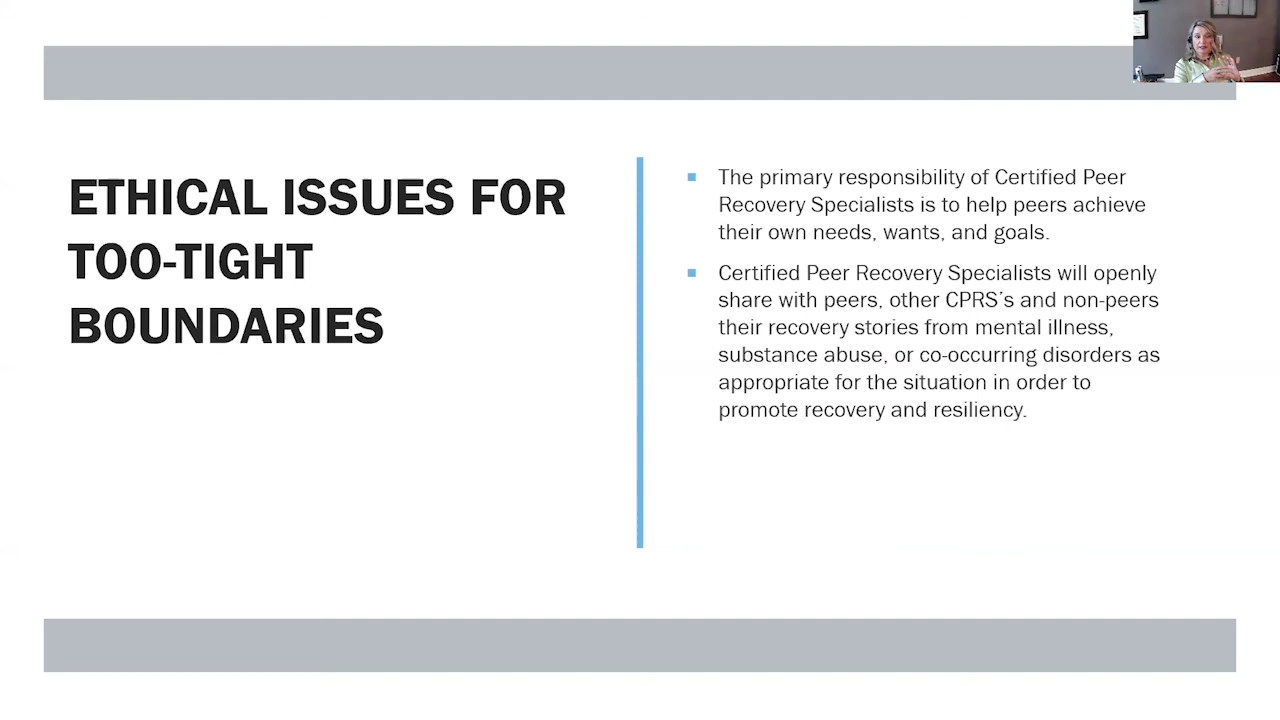 ETHICAL ISSUES FOR
TOO-TIGHT
BOUNDARIES
The primary responsibility of Certified Peer
Recovery Specialists is to help peers achieve
their own needs, wants, and goals.
Certified Peer Recovery Specialists will openly
share with peers, other CPRS’s and non-peers
their recovery stories from mental illness,
substance abuse, or co-occurring disorders as
appropriate for the situation in order to
promote recovery and resiliency.